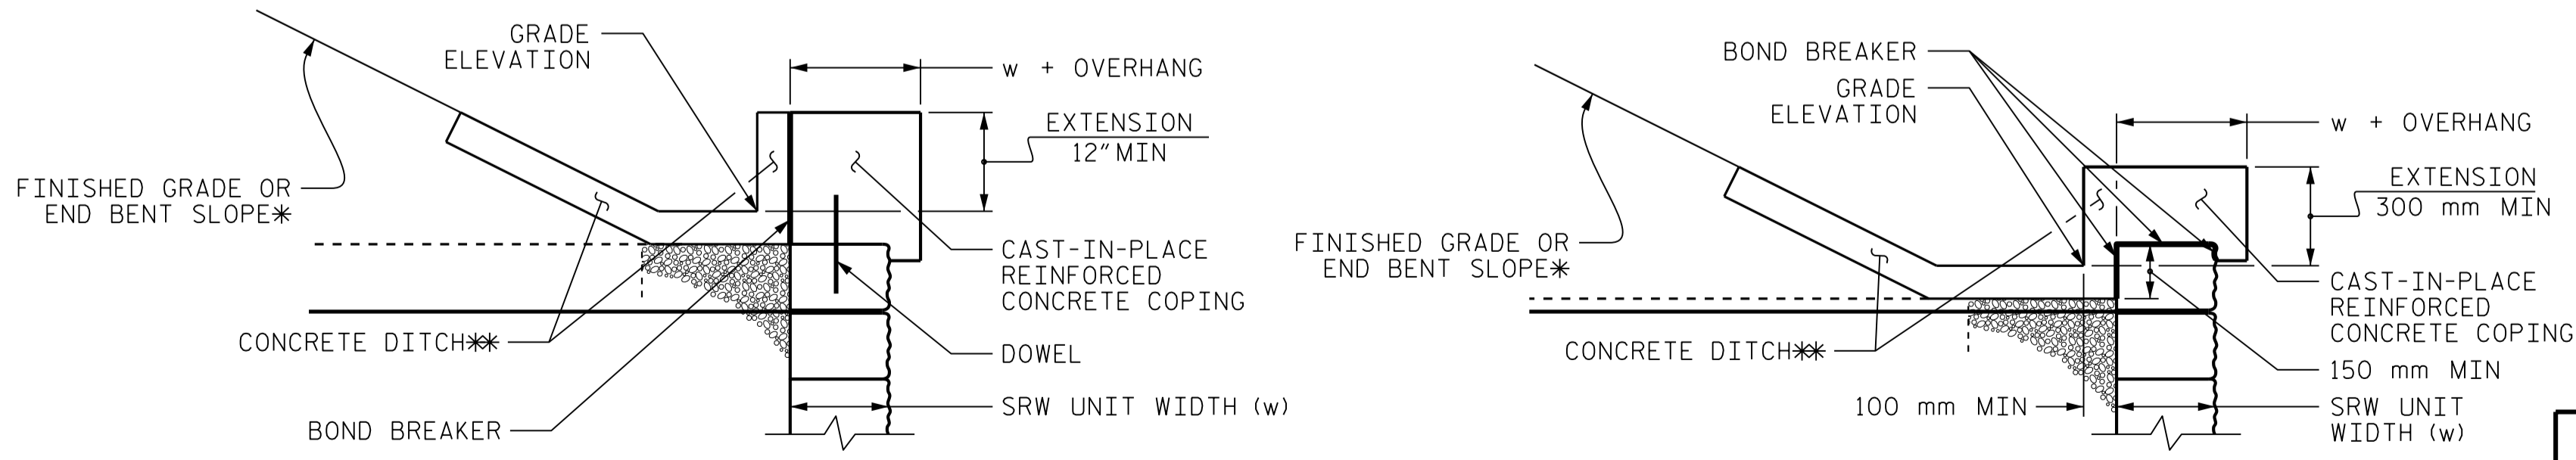 GRADE
ELEVATION
w + OVERHANG
EXTENSION
12" MIN
FINISHED GRADE OR
END BENT SLOPE*
CAST-IN-PLACE
REINFORCED
CONCRETE COPING
CONCRETE DITCH**
DOWEL
SRW UNIT WIDTH (w)
BOND BREAKER
BOND BREAKER
GRADE
ELEVATION
w + OVERHANG
EXTENSION
300 mm MIN
FINISHED GRADE OR
END BENT SLOPE*
CAST-IN-PLACE
REINFORCED
CONCRETE COPING
CONCRETE DITCH**
150 mm MIN
100 mm MIN
SRW UNIT
WIDTH (w)